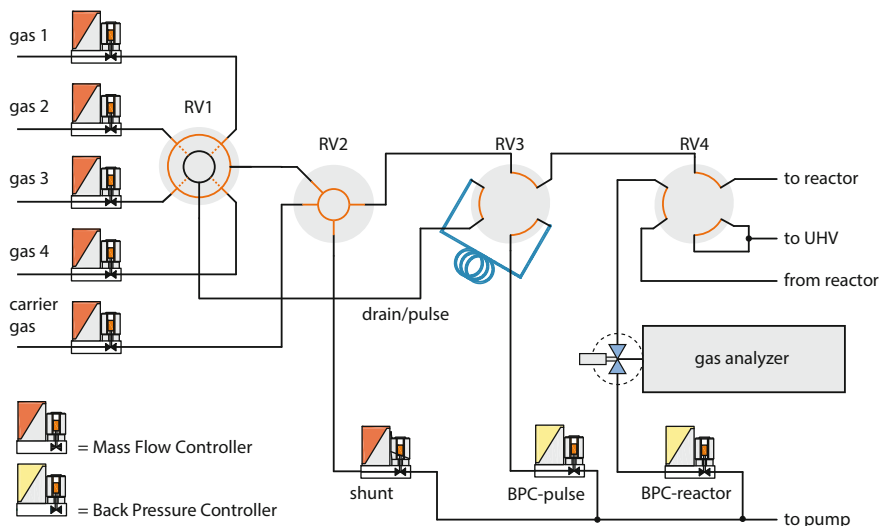 gas 1
gas 2
gas 3
gas 4
carrier
gas
RV1
RV2
RV3
RV4
to reactor
to UHV
from reactor
drain/pulse
gas analyzer
= Mass Flow Controller
= Back Pressure Controller
shunt
BPC-pulse
BPC-reactor
to pump